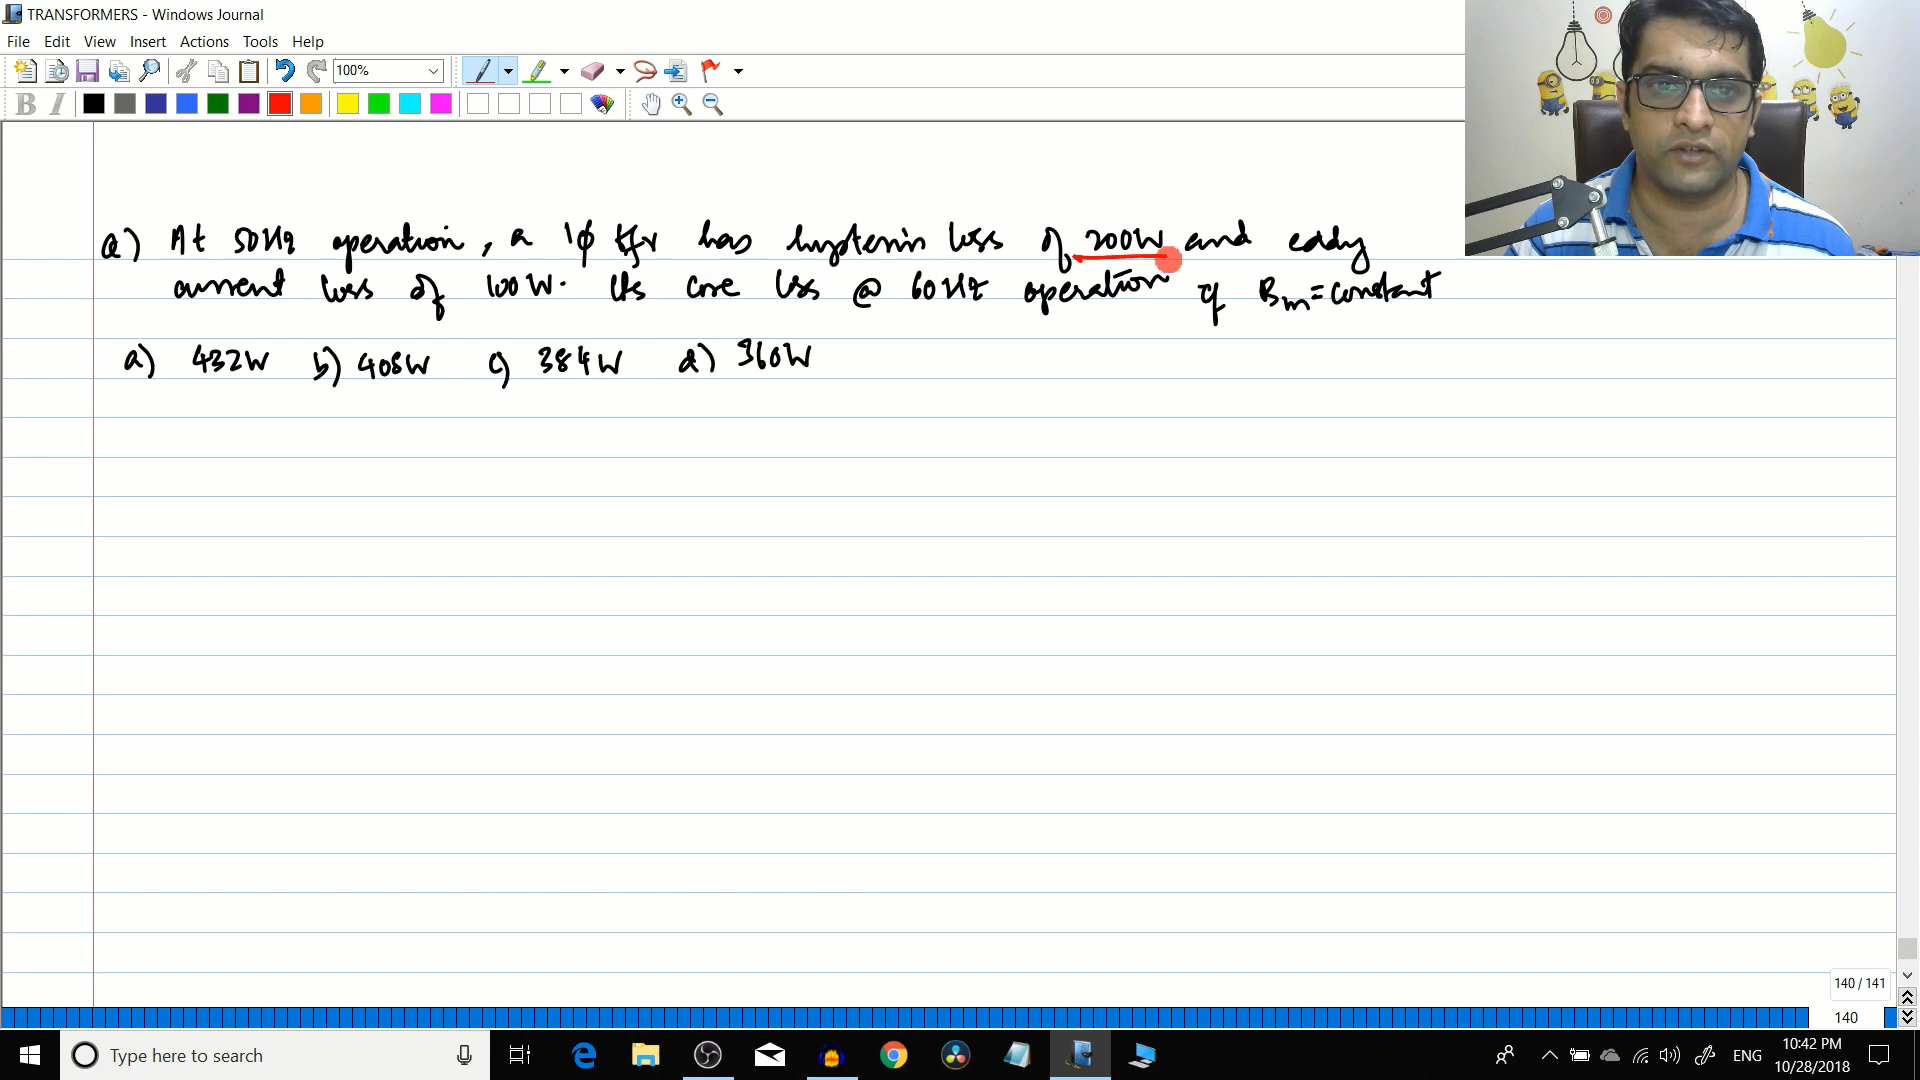 TRANSFORMERS - Windows Journal
File Edit View Insert Actions Tools Help
100%
B I
Q) At 50Hz operation, a 1ϕ tfr has hysteresis loss of 200W and eddy
current loss of 100W. Its core loss @ 60Hz operation if Bm=constant
a) 432W b) 408W c) 384W d) 360W
140 / 141
140
Type here to search
ENG
10:42 PM
10/28/2018